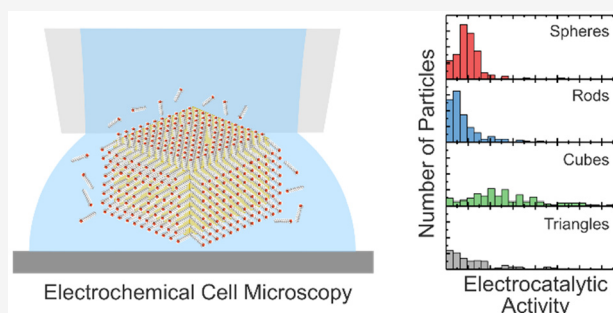 Spheres
Rods
Cubes
Triangles
Number of Particles
Electrocatalytic
Activity
Electrochemical Cell Microscopy